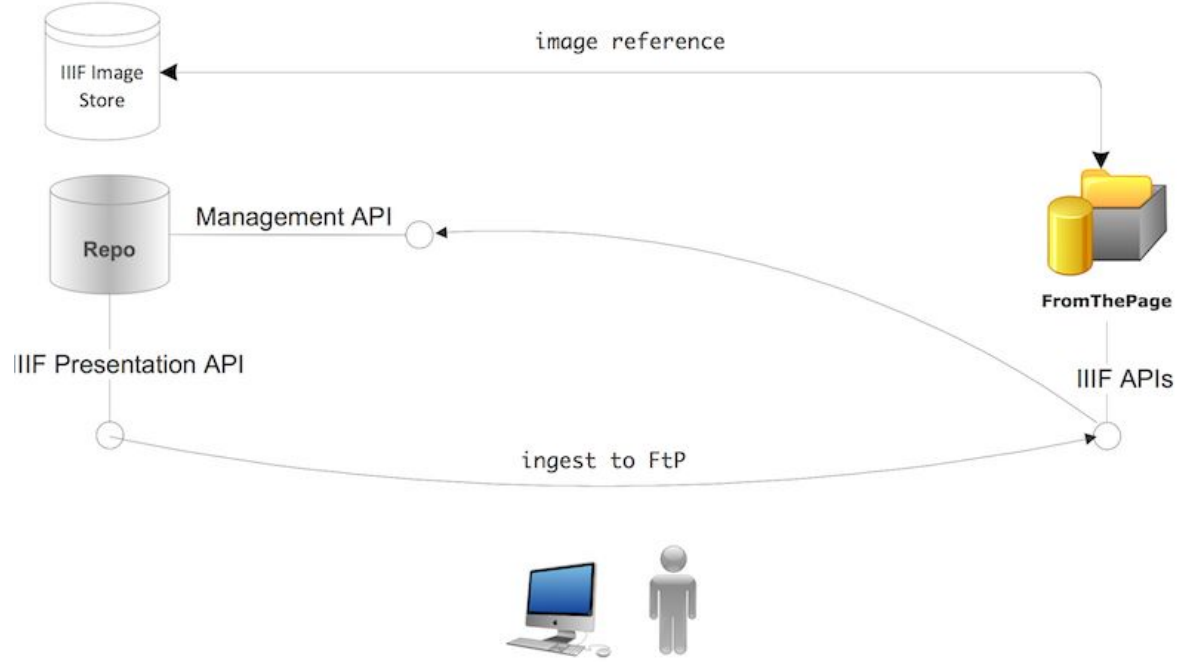 image reference
IIIF Image
Store
Management API
Repo
FromThePage
IIIF Presentation API
IIIF APIs
ingest to FtP